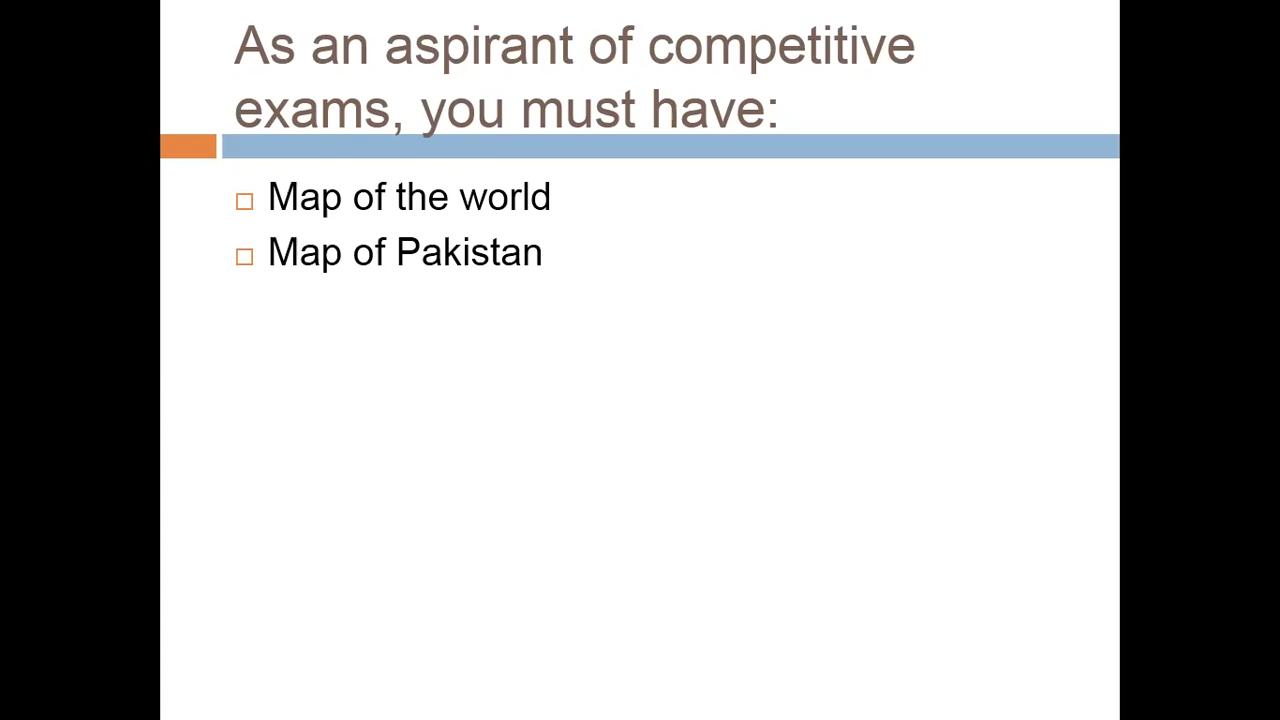 As an aspirant of competitive
exams, you must have:
Map of the world
Map of Pakistan